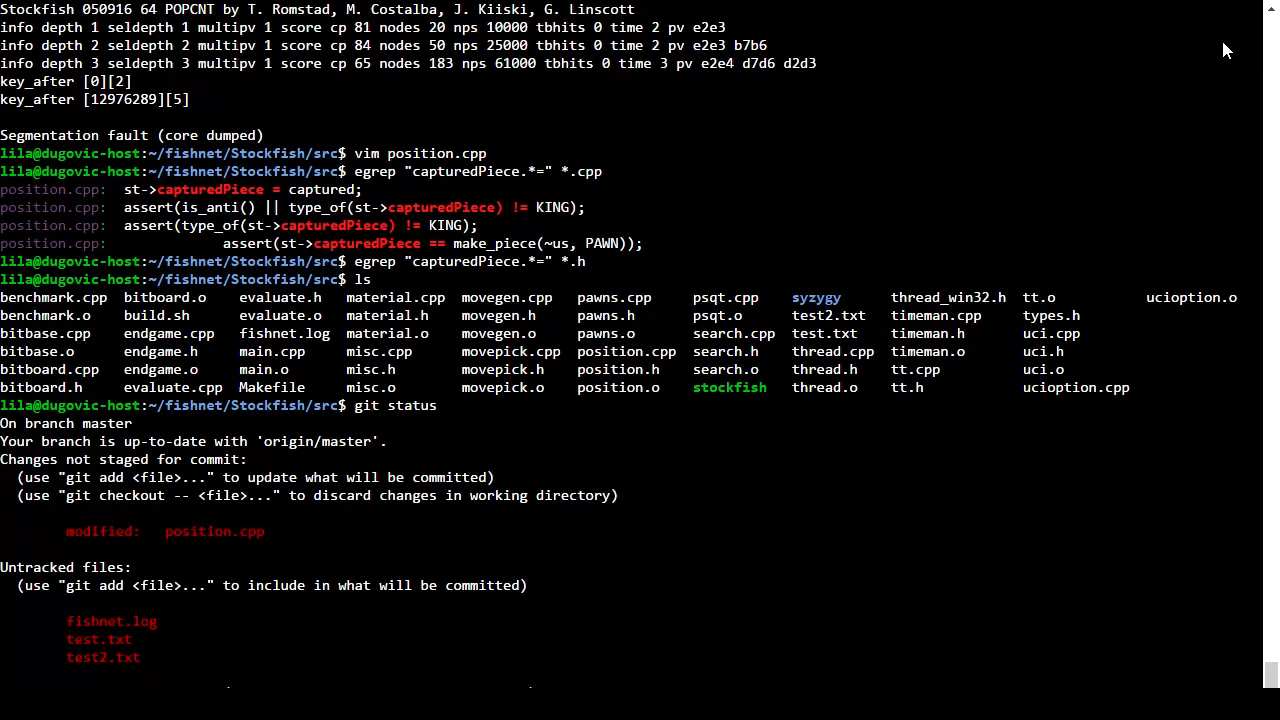 Stockfish 050916 64 POPCNT by T. Romstad, M. Costalba, J. Kiiski, G. Linscott
info depth 1 seldepth 1 multipv 1 score cp 81 nodes 20 nps 10000 tbhits 0 time 2 pv e2e3
info depth 2 seldepth 2 multipv 1 score cp 84 nodes 50 nps 25000 tbhits 0 time 2 pv e2e3 b7b6
info depth 3 seldepth 3 multipv 1 score cp 65 nodes 183 nps 61000 tbhits 0 time 3 pv e2e4 d7d6 d2d3
key_after [0][2]
key_after [12976289][5]
Segmentation fault (core dumped)
lila@dugovic-host:~/fishnet/Stockfish/src$ vim position.cpp
lila@dugovic-host:~/fishnet/Stockfish/src$ egrep "capturedPiece.*=" *.cpp
position.cpp:  st->capturedPiece = captured;
position.cpp:  assert(is_anti() || type_of(st->capturedPiece) != KING);
position.cpp:  assert(type_of(st->capturedPiece) != KING);
position.cpp:              assert(st->capturedPiece == make_piece(~us, PAWN));
lila@dugovic-host:~/fishnet/Stockfish/src$ egrep "capturedPiece.*=" *.h
lila@dugovic-host:~/fishnet/Stockfish/src$ ls
benchmark.cpp  bitboard.o    evaluate.h   material.cpp  movegen.cpp   pawns.cpp     psqt.cpp    syzygy      thread_win32.h  tt.o           ucioption.o
benchmark.o    build.sh      evaluate.o   material.h    movegen.h     pawns.h       psqt.o      test2.txt   timeman.cpp     types.h
bitbase.cpp    endgame.cpp   fishnet.log  material.o    movegen.o     pawns.o       search.cpp  test.txt    timeman.h       uci.cpp
bitbase.o      endgame.h     main.cpp     misc.cpp      movepick.cpp  position.cpp  search.h    thread.cpp  timeman.o       uci.h
bitboard.cpp   endgame.o     main.o       misc.h        movepick.h    position.h    search.o    thread.h    tt.cpp          uci.o
bitboard.h     evaluate.cpp  Makefile     misc.o        movepick.o    position.o    stockfish   thread.o    tt.h            ucioption.cpp
lila@dugovic-host:~/fishnet/Stockfish/src$ git status
On branch master
Your branch is up-to-date with 'origin/master'.
Changes not staged for commit:
  (use "git add <file>..." to update what will be committed)
  (use "git checkout -- <file>..." to discard changes in working directory)
modified:   position.cpp
Untracked files:
  (use "git add <file>..." to include in what will be committed)
fishnet.log
test.txt
test2.txt